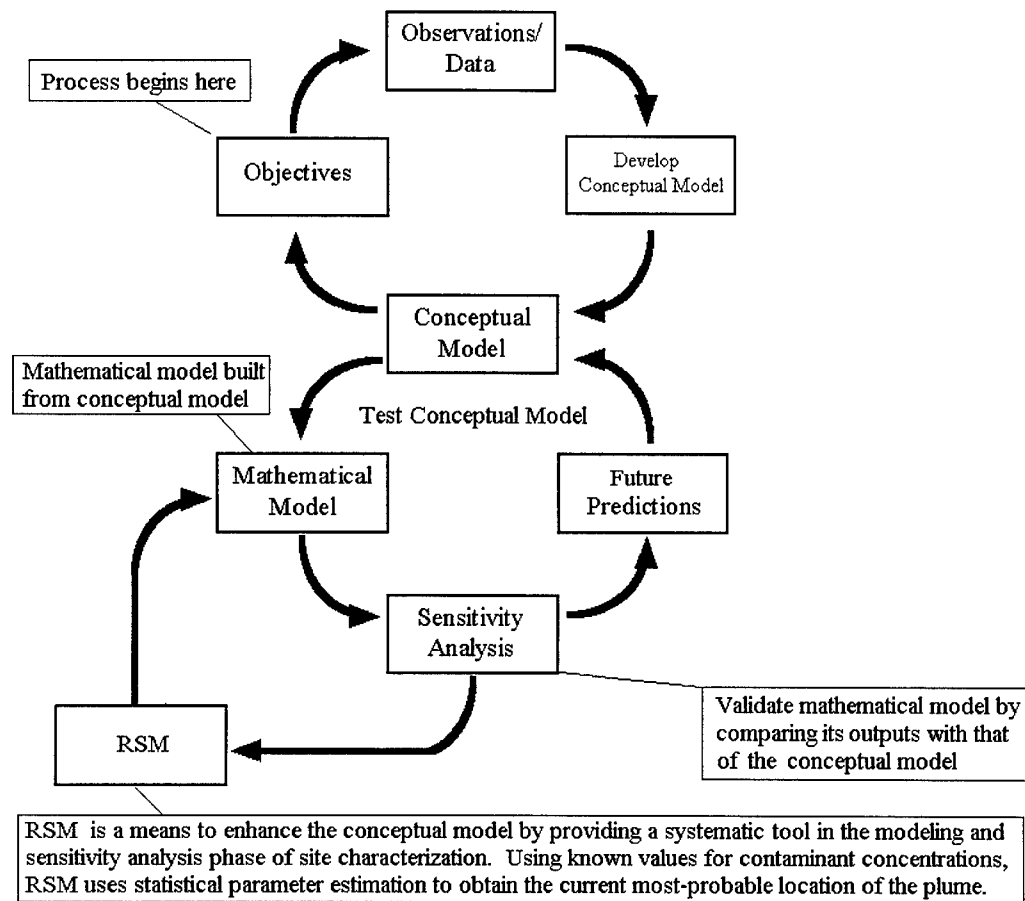 Observations/
Data
Process begins here
Objectives
Develop
Conceptual Model
Conceptual
Model
Mathematical model built
from conceptual model
Test Conceptual Model
Mathematical
Model
Future
Predictions
Sensitivity
Analysis
Validate mathematical model by
comparing its outputs with that
of the conceptual model
RSM
RSM is a means to enhance the conceptual model by providing a systematic tool in the modeling and
sensitivity analysis phase of site characterization. Using known values for contaminant concentrations,
RSM uses statistical parameter estimation to obtain the current most-probable location of the plume.